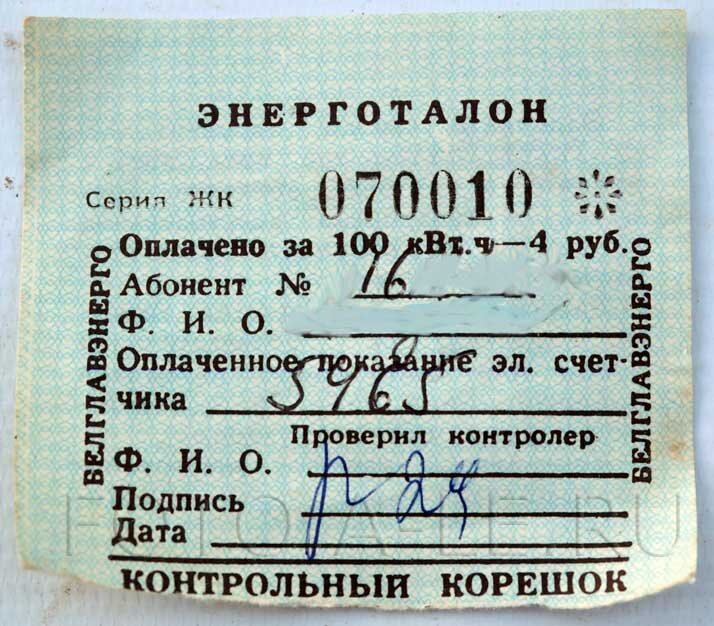 ЭНЕРГОТАЛОН
Серия ЖК 070010
БЕЛГЛАВЭНЕРГО
Оплачено за 100 кВт.ч—4 руб.
Абонент № 16
Ф. И. О.
Оплаченное показание эл. счет-
чика 5965
Проверил контролер
Ф. И. О.
Подпись
Дата
БЕЛГЛАВЭНЕРГО
КОНТРОЛЬНЫЙ КОРЕШОК